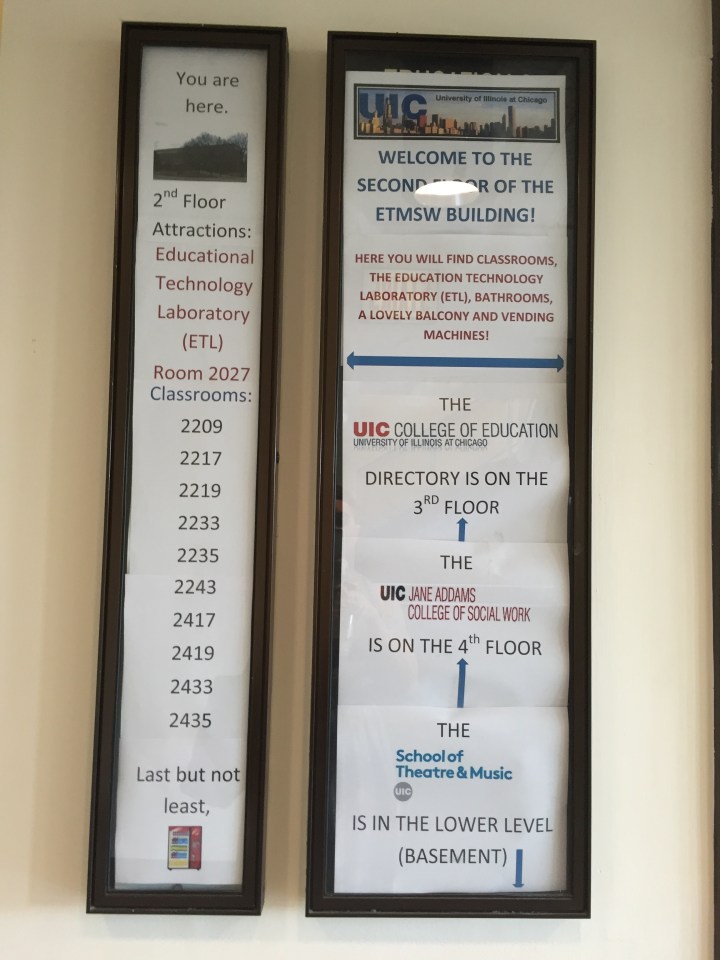 You are
here.
2nd Floor
Attractions:
Educational
Technology
Laboratory
(ETL)
Room 2027
Classrooms:
2209
2217
2219
2233
2235
2243
2417
2419
2433
2435
Last but not
least,
UIC University of Illinois at Chicago
WELCOME TO THE
SECOND FLOOR OF THE
ETMSW BUILDING!
HERE YOU WILL FIND CLASSROOMS,
THE EDUCATION TECHNOLOGY
LABORATORY (ETL), BATHROOMS,
A LOVELY BALCONY AND VENDING
MACHINES!
THE
UIC COLLEGE OF EDUCATION
UNIVERSITY OF ILLINOIS AT CHICAGO
DIRECTORY IS ON THE
3RD FLOOR
THE
UIC JANE ADDAMS
COLLEGE OF SOCIAL WORK
IS ON THE 4th FLOOR
THE
School of
Theatre & Music
UIC
IS IN THE LOWER LEVEL
(BASEMENT)